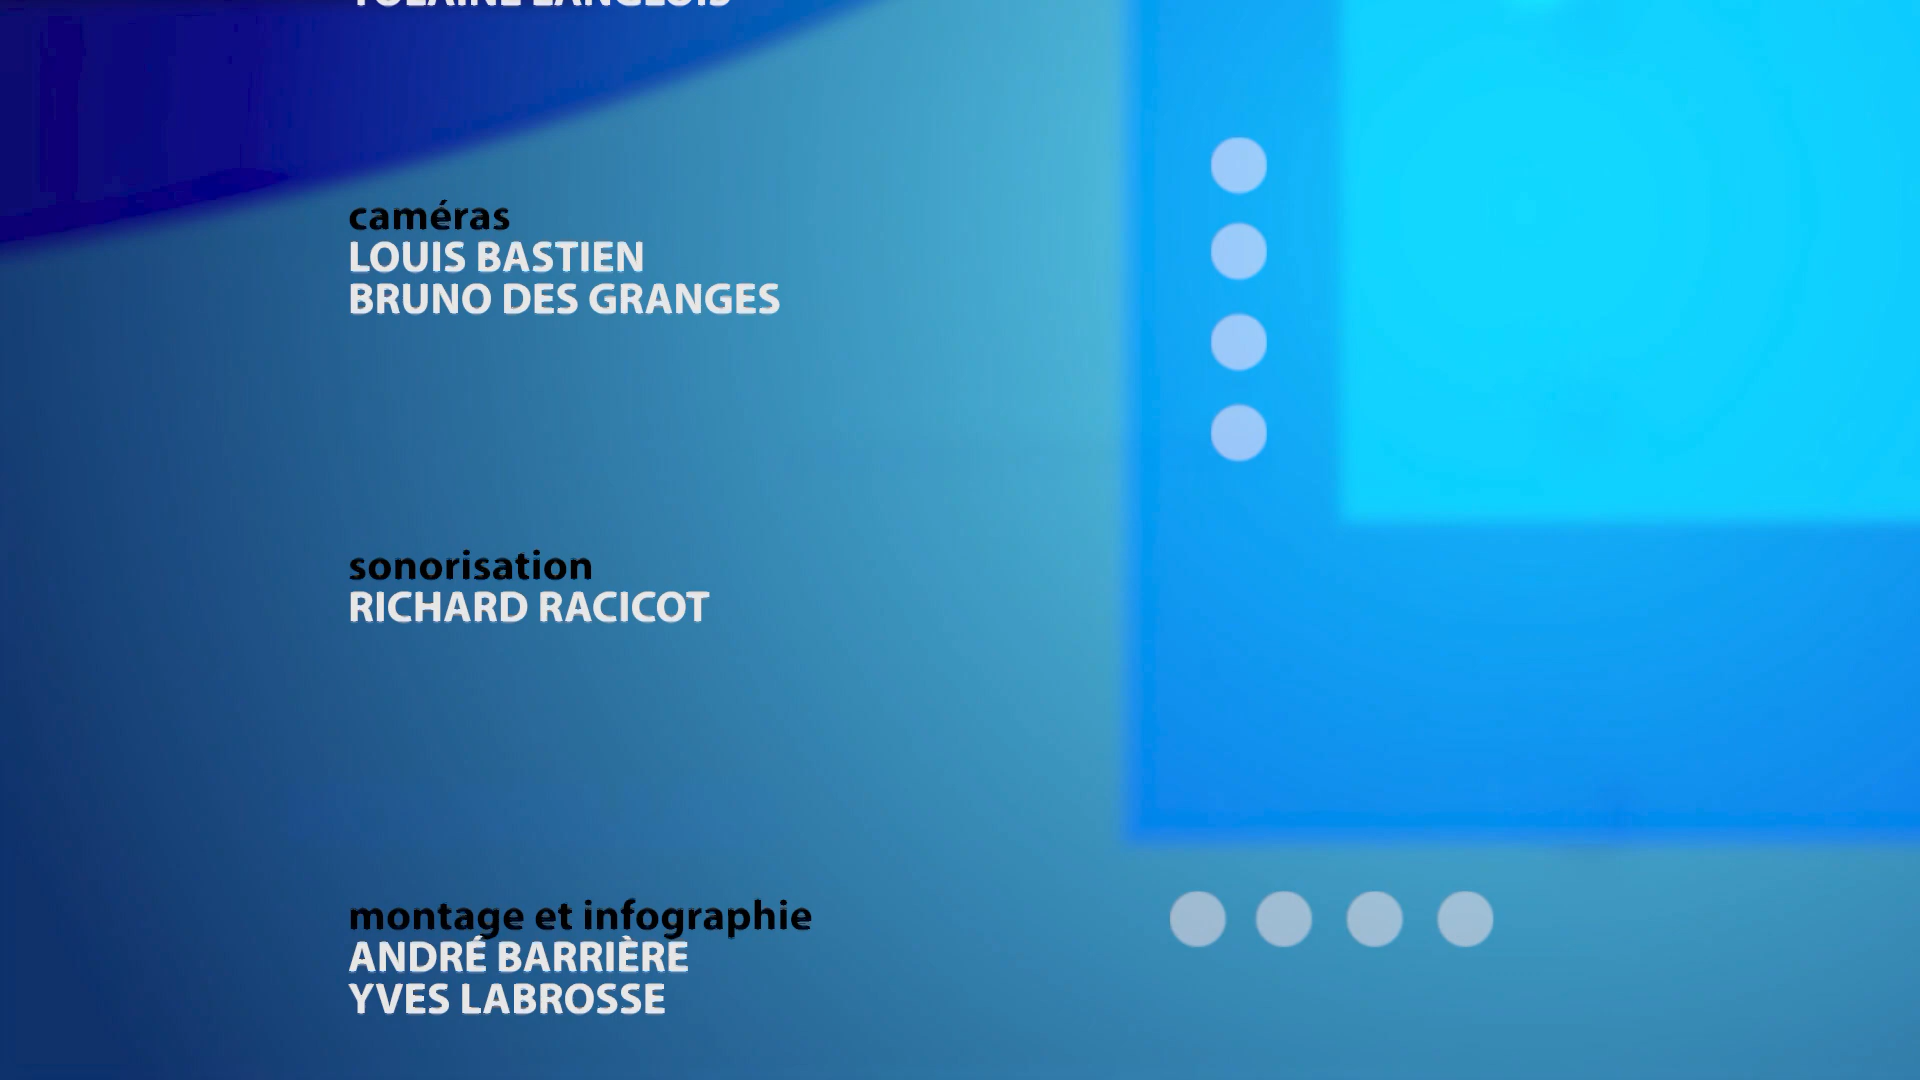 caméras
LOUIS BASTIEN
BRUNO DES GRANGES
sonorisation
RICHARD RACICOT
montage et infographie
ANDRÉ BARRIÈRE
YVES LABROSSE